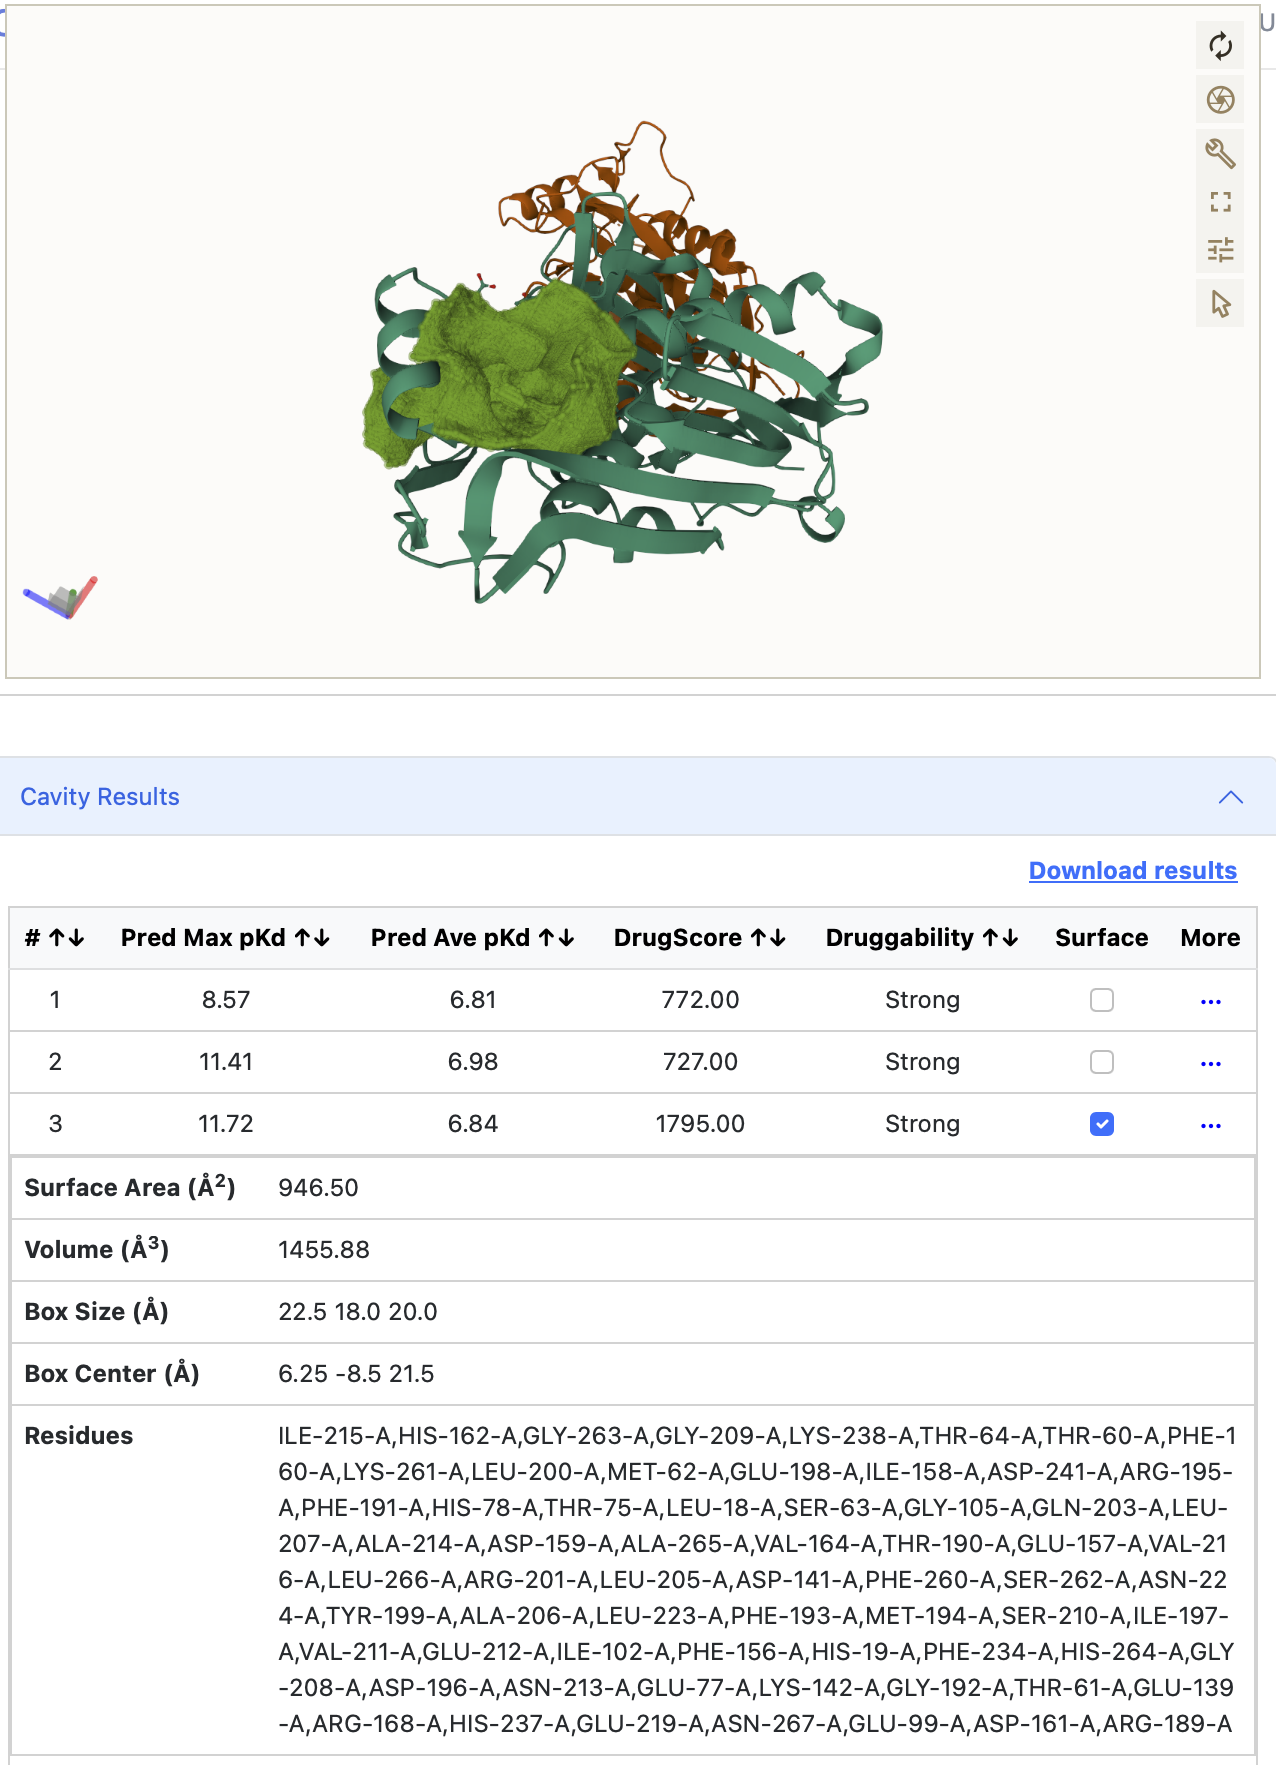 U
Cavity Results
Download results
# ↑↓ Pred Max pKd ↑↓ Pred Ave pKd ↑↓ DrugScore ↑↓ Druggability ↑↓ Surface More
1 8.57 6.81 772.00 Strong ...
2 11.41 6.98 727.00 Strong ...
3 11.72 6.84 1795.00 Strong ...
Surface Area (Å²) 946.50
Volume (Å³) 1455.88
Box Size (Å) 22.5 18.0 20.0
Box Center (Å) 6.25 -8.5 21.5
Residues ILE-215-A,HIS-162-A,GLY-263-A,GLY-209-A,LYS-238-A,THR-64-A,THR-60-A,PHE-1
60-A,LYS-261-A,LEU-200-A,MET-62-A,GLU-198-A,ILE-158-A,ASP-241-A,ARG-195-
A,PHE-191-A,HIS-78-A,THR-75-A,LEU-18-A,SER-63-A,GLY-105-A,GLN-203-A,LEU-
207-A,ALA-214-A,ASP-159-A,ALA-265-A,VAL-164-A,THR-190-A,GLU-157-A,VAL-21
6-A,LEU-266-A,ARG-201-A,LEU-205-A,ASP-141-A,PHE-260-A,SER-262-A,ASN-22
4-A,TYR-199-A,ALA-206-A,LEU-223-A,PHE-193-A,MET-194-A,SER-210-A,ILE-197-
A,VAL-211-A,GLU-212-A,ILE-102-A,PHE-156-A,HIS-19-A,PHE-234-A,HIS-264-A,GLY
-208-A,ASP-196-A,ASN-213-A,GLU-77-A,LYS-142-A,GLY-192-A,THR-61-A,GLU-139
-A,ARG-168-A,HIS-237-A,GLU-219-A,ASN-267-A,GLU-99-A,ASP-161-A,ARG-189-A